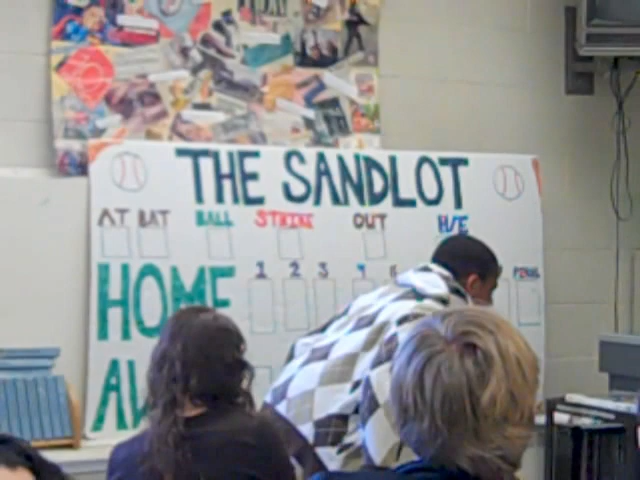 THE SANDLOT
AT BAT BALL STRIKE OUT H/E
1 2 3 FINAL
HOME